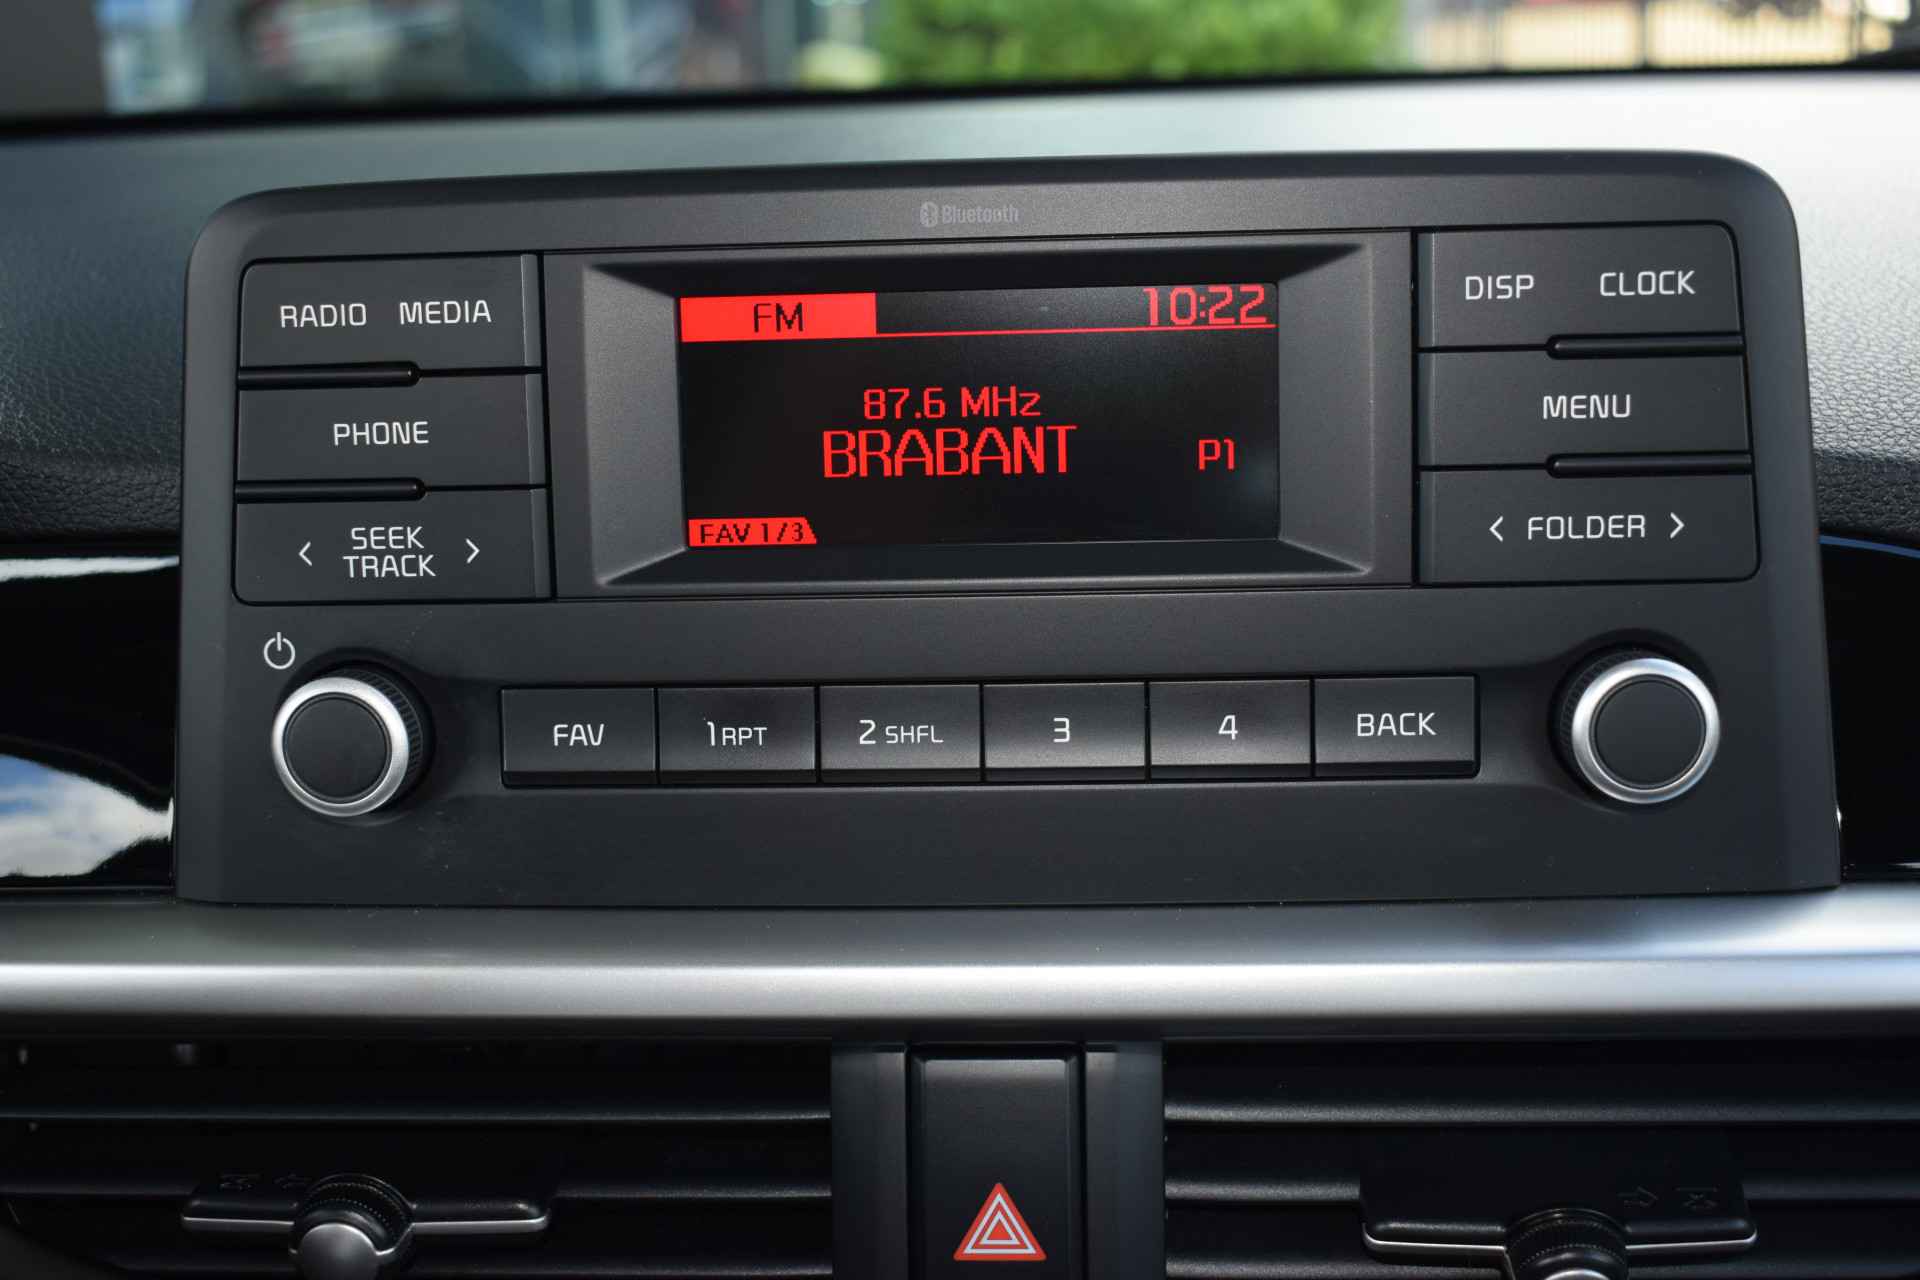 Bluetooth
RADIO MEDIA
PHONE
< SEEK >
TRACK
FM 10:22
87.6 MHz
BRABANT P1
FAV 1/3
DISP CLOCK
MENU
< FOLDER >
FAV 1 RPT 2 SHFL 3 4 BACK